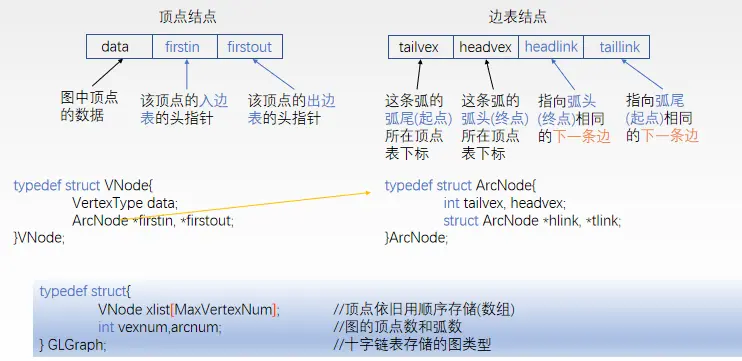 顶点结点
边表结点
data firstin firstout
tailvex headvex headlink taillink
图中顶点
的数据
该顶点的入边
表的头指针
该顶点的出边
表的头指针
这条弧的
弧尾(起点)
所在顶点
表下标
这条弧的
弧头(终点)
所在顶点
表下标
指向弧头
(终点)相同
的下一条边
指向弧尾
(起点)相同
的下一条边
typedef struct VNode{
VertexType data;
ArcNode *firstin, *firstout;
}VNode;
typedef struct ArcNode{
int tailvex, headvex;
struct ArcNode *hlink, *tlink;
}ArcNode;
typedef struct{
VNode xlist[MaxVertexNum]; //顶点依旧用顺序存储(数组)
int vexnum,arcnum; //图的顶点数和弧数
} GLGraph; //十字链表存储的图类型